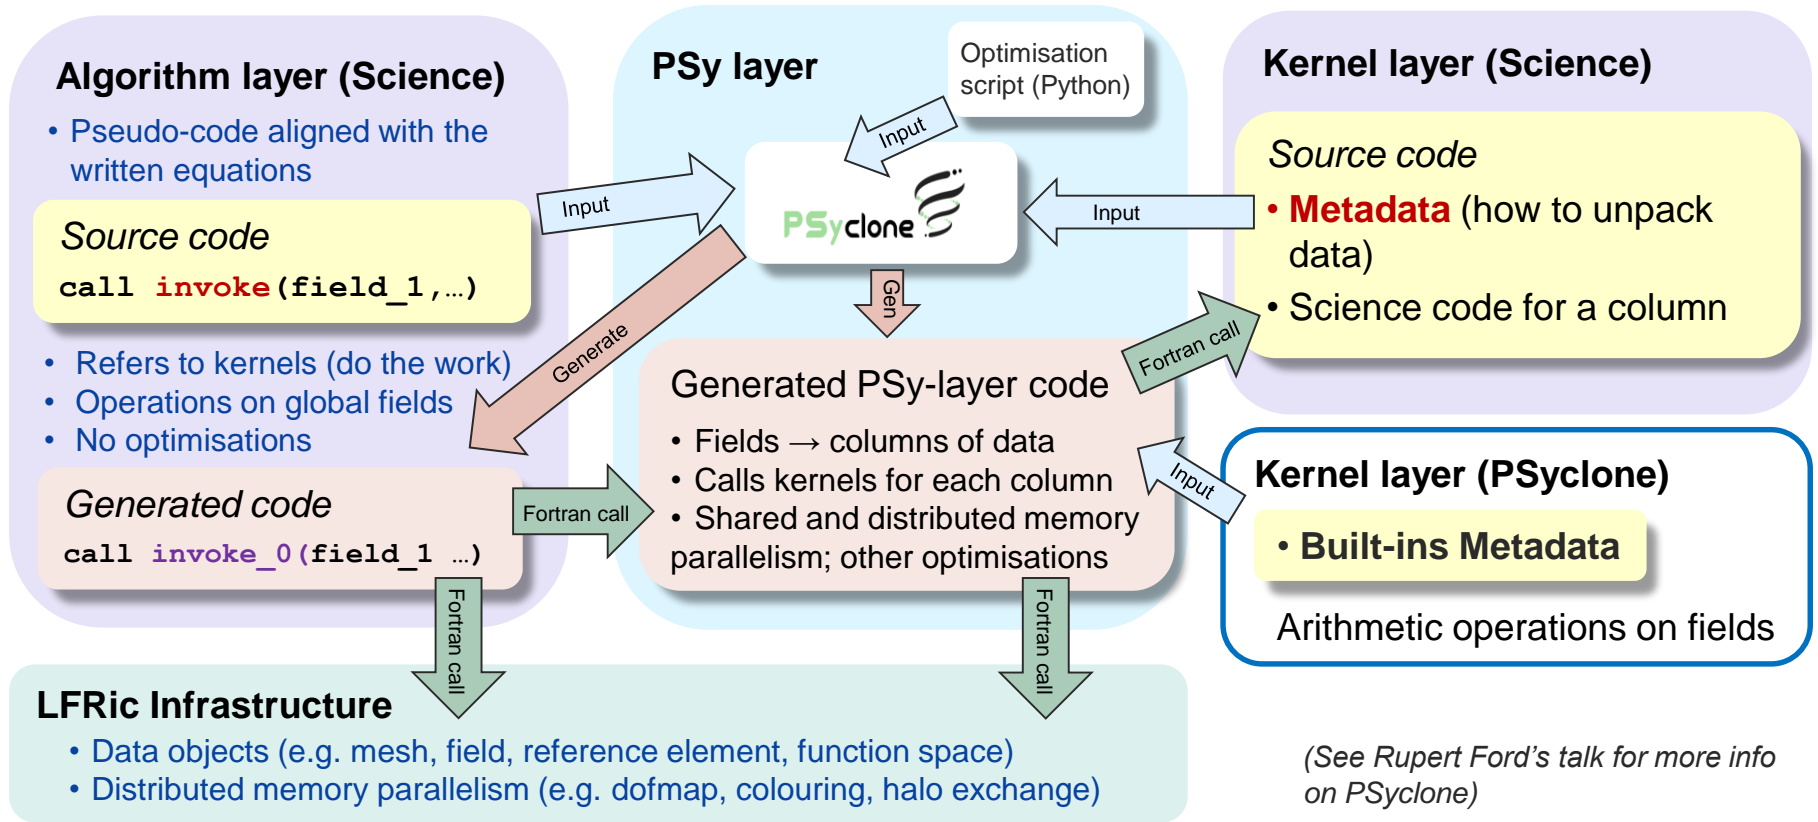 Algorithm layer (Science)
• Pseudo-code aligned with the
written equations
Source code
call invoke(field_1,…)
• Refers to kernels (do the work)
• Operations on global fields
• No optimisations
Generated code
call invoke_0(field_1 …)
PSy layer
Optimisation
script (Python)
Input
Input
PSyclone
Input
Generate
Gen
Generated PSy-layer code
• Fields → columns of data
• Calls kernels for each column
• Shared and distributed memory
parallelism; other optimisations
Fortran call
Fortran call
Fortran call
Fortran call
Kernel layer (Science)
Source code
• Metadata (how to unpack
data)
• Science code for a column
Input
Kernel layer (PSyclone)
• Built-ins Metadata
Arithmetic operations on fields
LFRic Infrastructure
• Data objects (e.g. mesh, field, reference element, function space)
• Distributed memory parallelism (e.g. dofmap, colouring, halo exchange)
(See Rupert Ford’s talk for more info
on PSyclone)